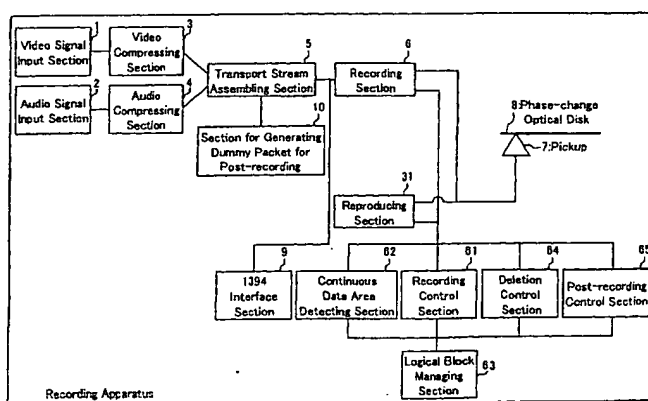 1
Video Signal
Input Section
3
Video
Compressing
Section
5
Transport Stream
Assembling Section
6
Recording
Section
2
Audio Signal
Input Section
4
Audio
Compressing
Section
10
Section for Generating
Dummy Packet for
Post-recording
8:Phase-change
Optical Disk
7:Pickup
31
Reproducing
Section
9
1394
Interface
Section
62
Continuous
Data Area
Detecting Section
61
Recording
Control
Section
64
Deletion
Control
Section
65
Post-recording
Control Section
Logical Block
Managing
Section
63
Recording Apparatus